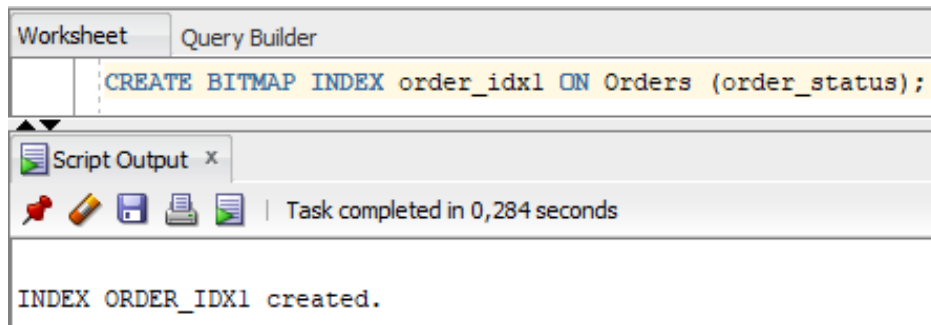 Worksheet Query Builder
CREATE BITMAP INDEX order_idx1 ON Orders (order_status);
Script Output x
Task completed in 0,284 seconds
INDEX ORDER_IDX1 created.